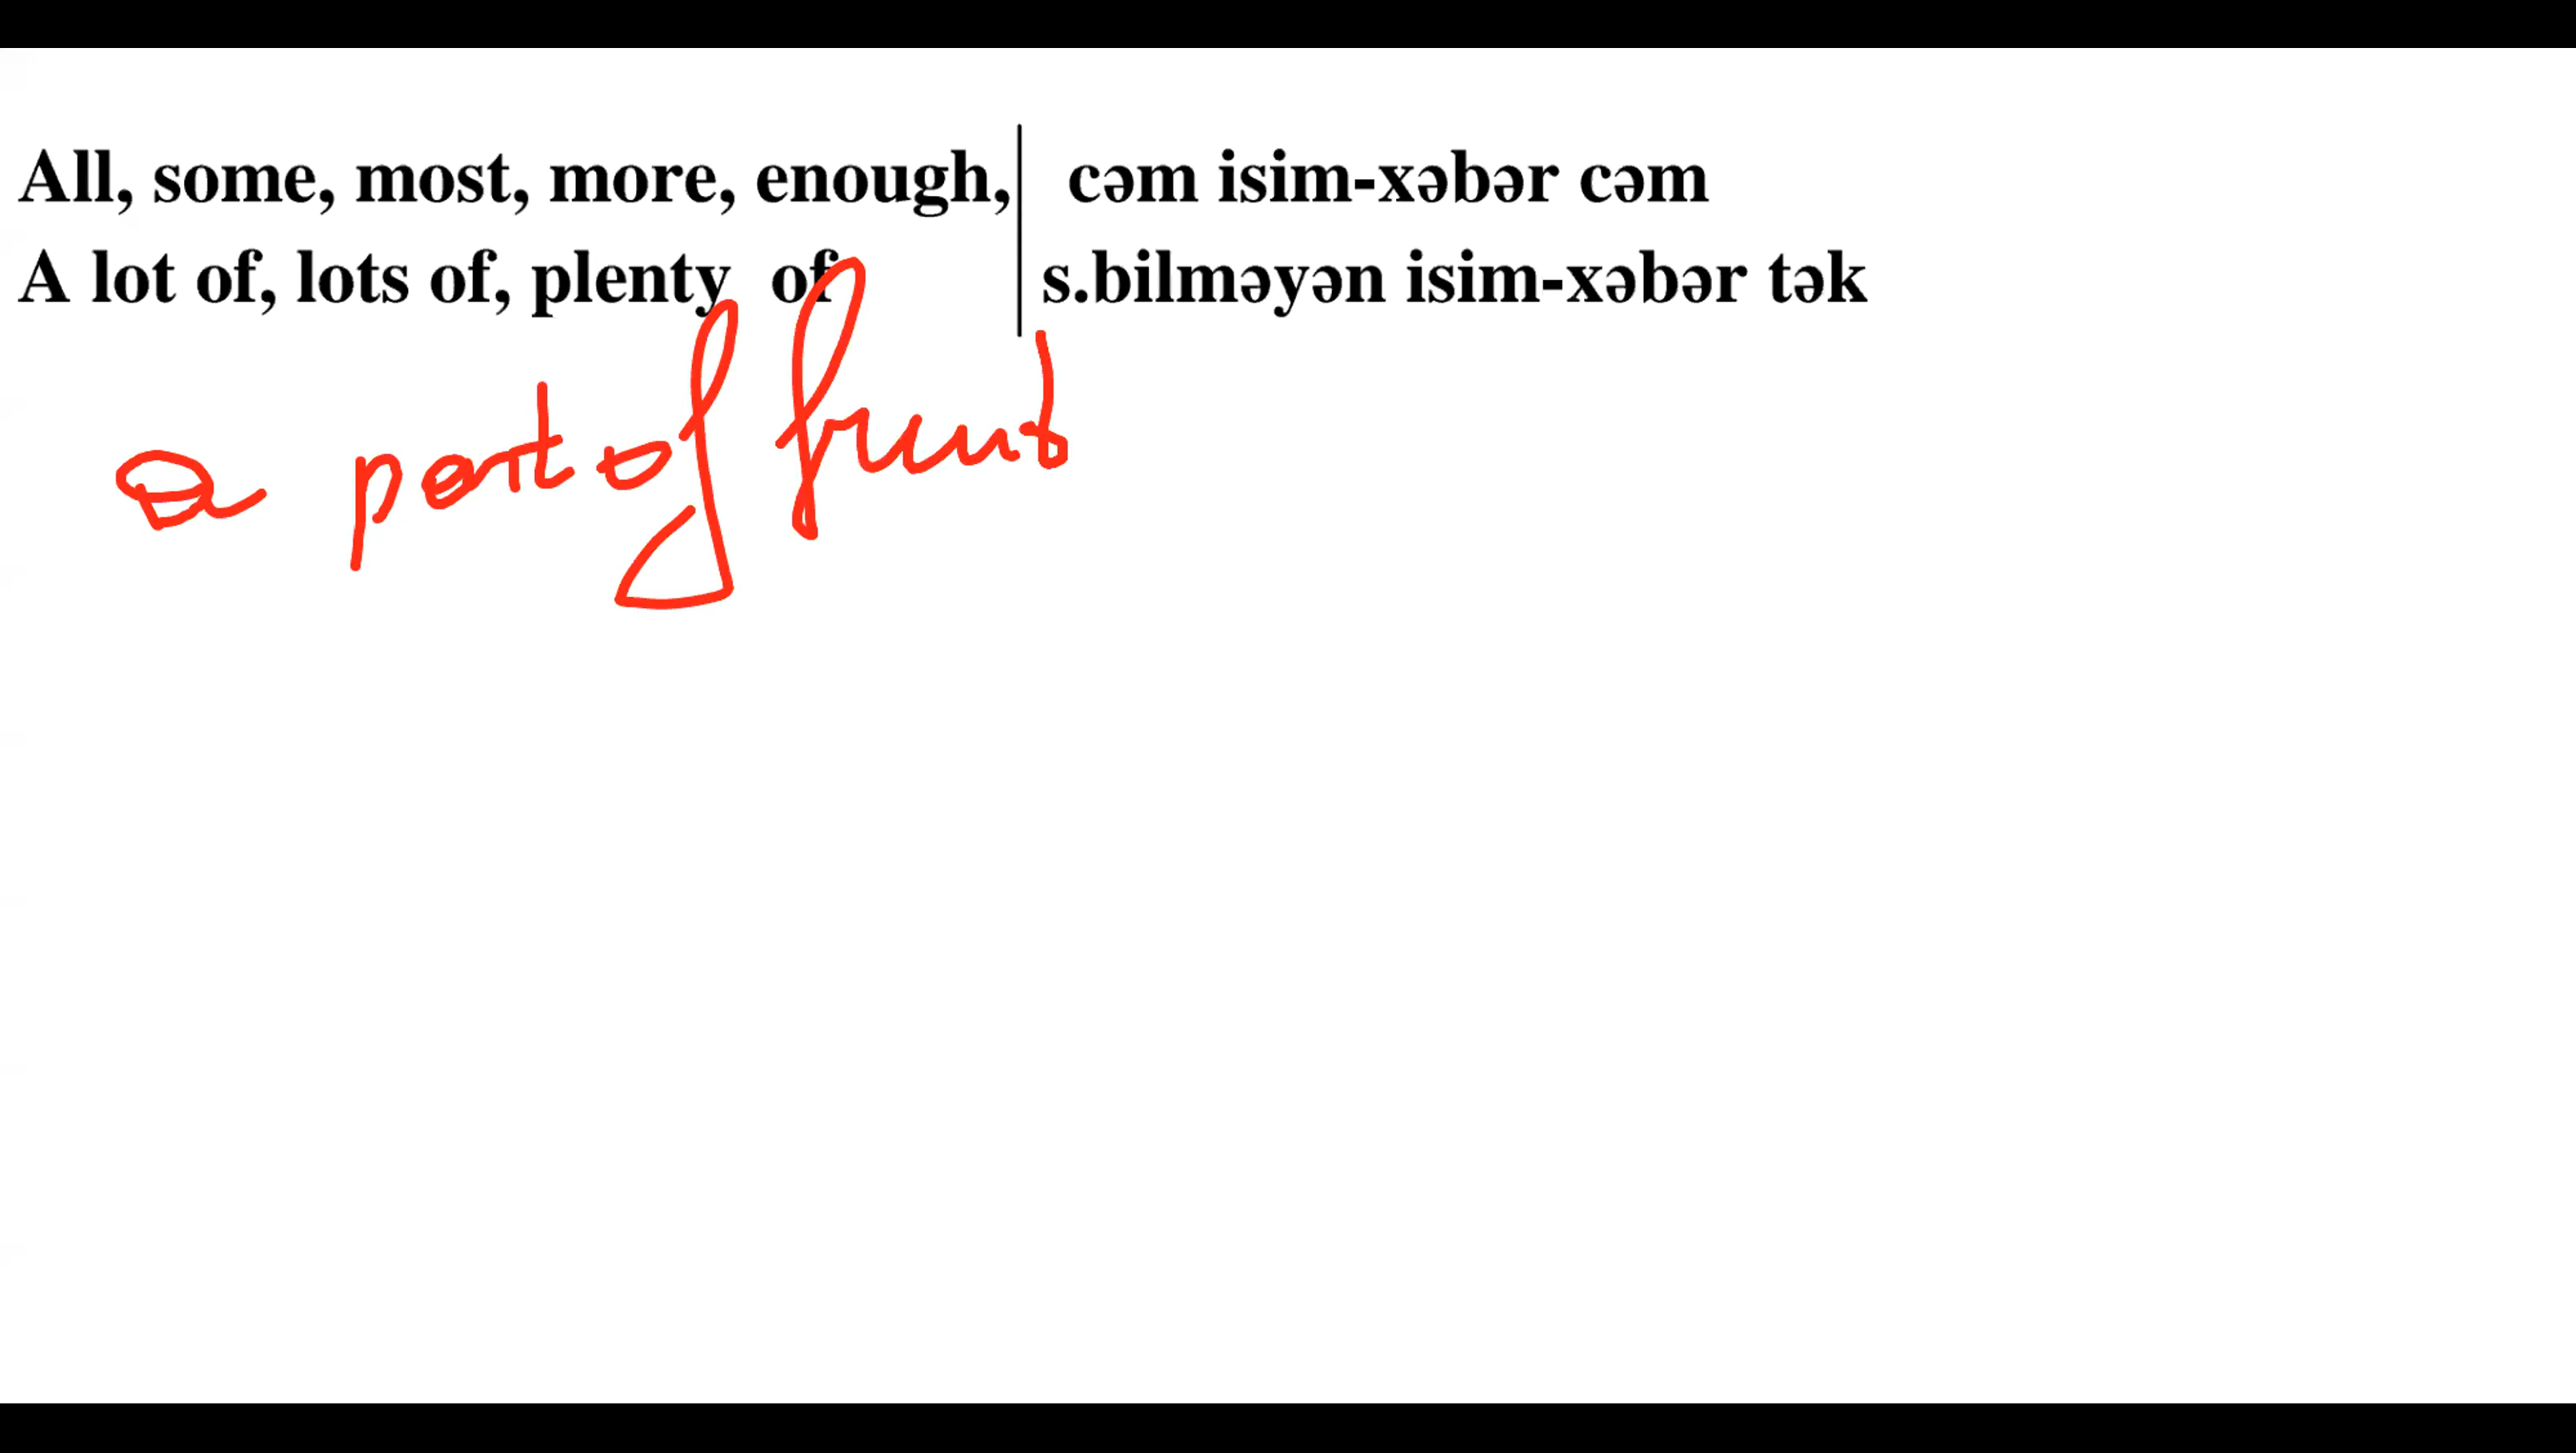 All, some, most, more, enough, cəm isim-xəbər cəm
A lot of, lots of, plenty of s.bilməyən isim-xəbər tək
a part of